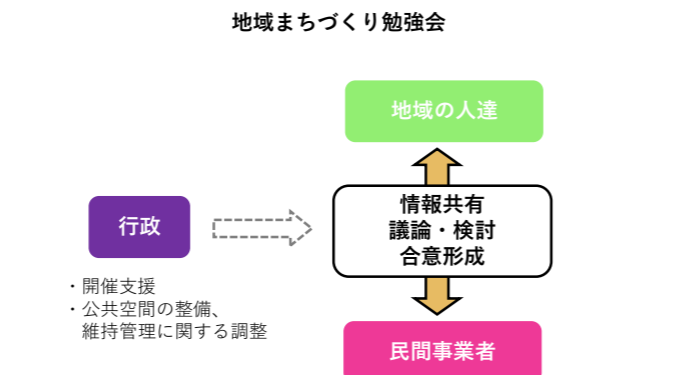 地域まちづくり勉強会
地域の人達
情報共有
議論・検討
合意形成
行政
・開催支援
・公共空間の整備、
維持管理に関する調整
民間事業者